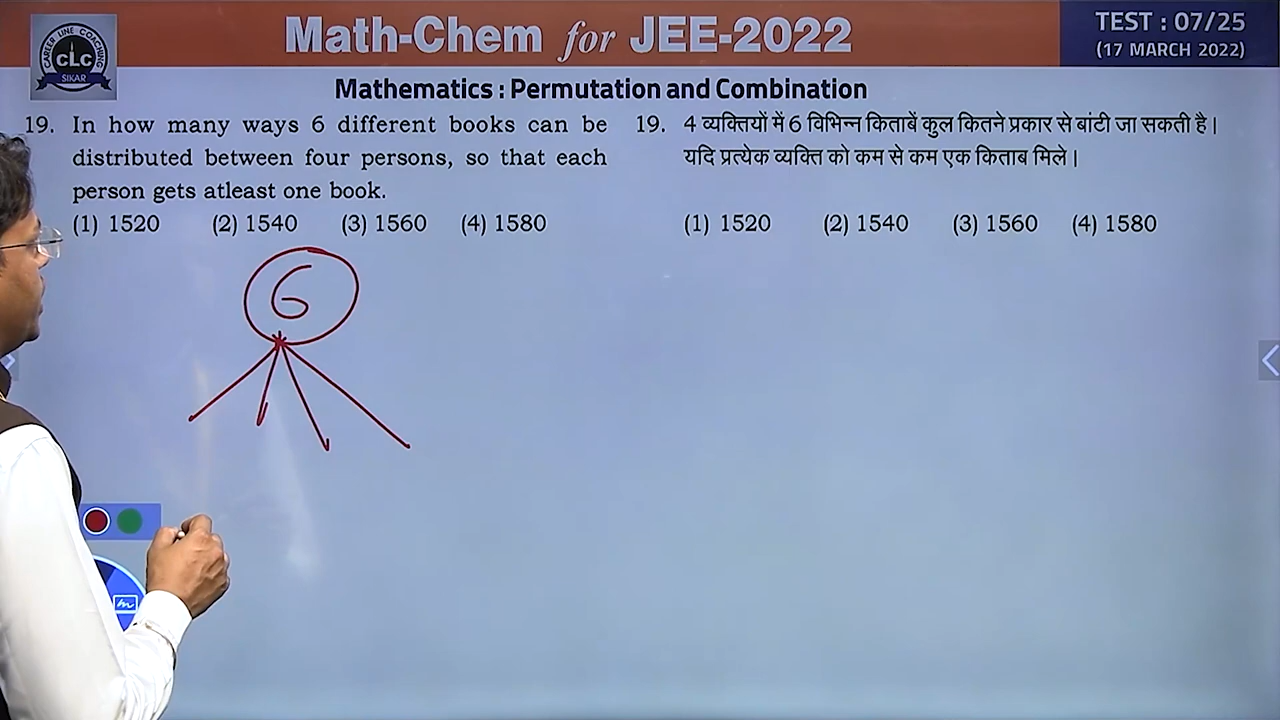 CAREER LINE COACHING
CLC
SIKAR
Math-Chem for JEE-2022
TEST : 07/25
(17 MARCH 2022)
Mathematics : Permutation and Combination
19. In how many ways 6 different books can be
distributed between four persons, so that each
person gets atleast one book.
(1) 1520 (2) 1540 (3) 1560 (4) 1580
19. 4 व्यक्तियों में 6 विभिन्न किताबें कुल कितने प्रकार से बांटी जा सकती है।
यदि प्रत्येक व्यक्ति को कम से कम एक किताब मिले।
(1) 1520 (2) 1540 (3) 1560 (4) 1580
6